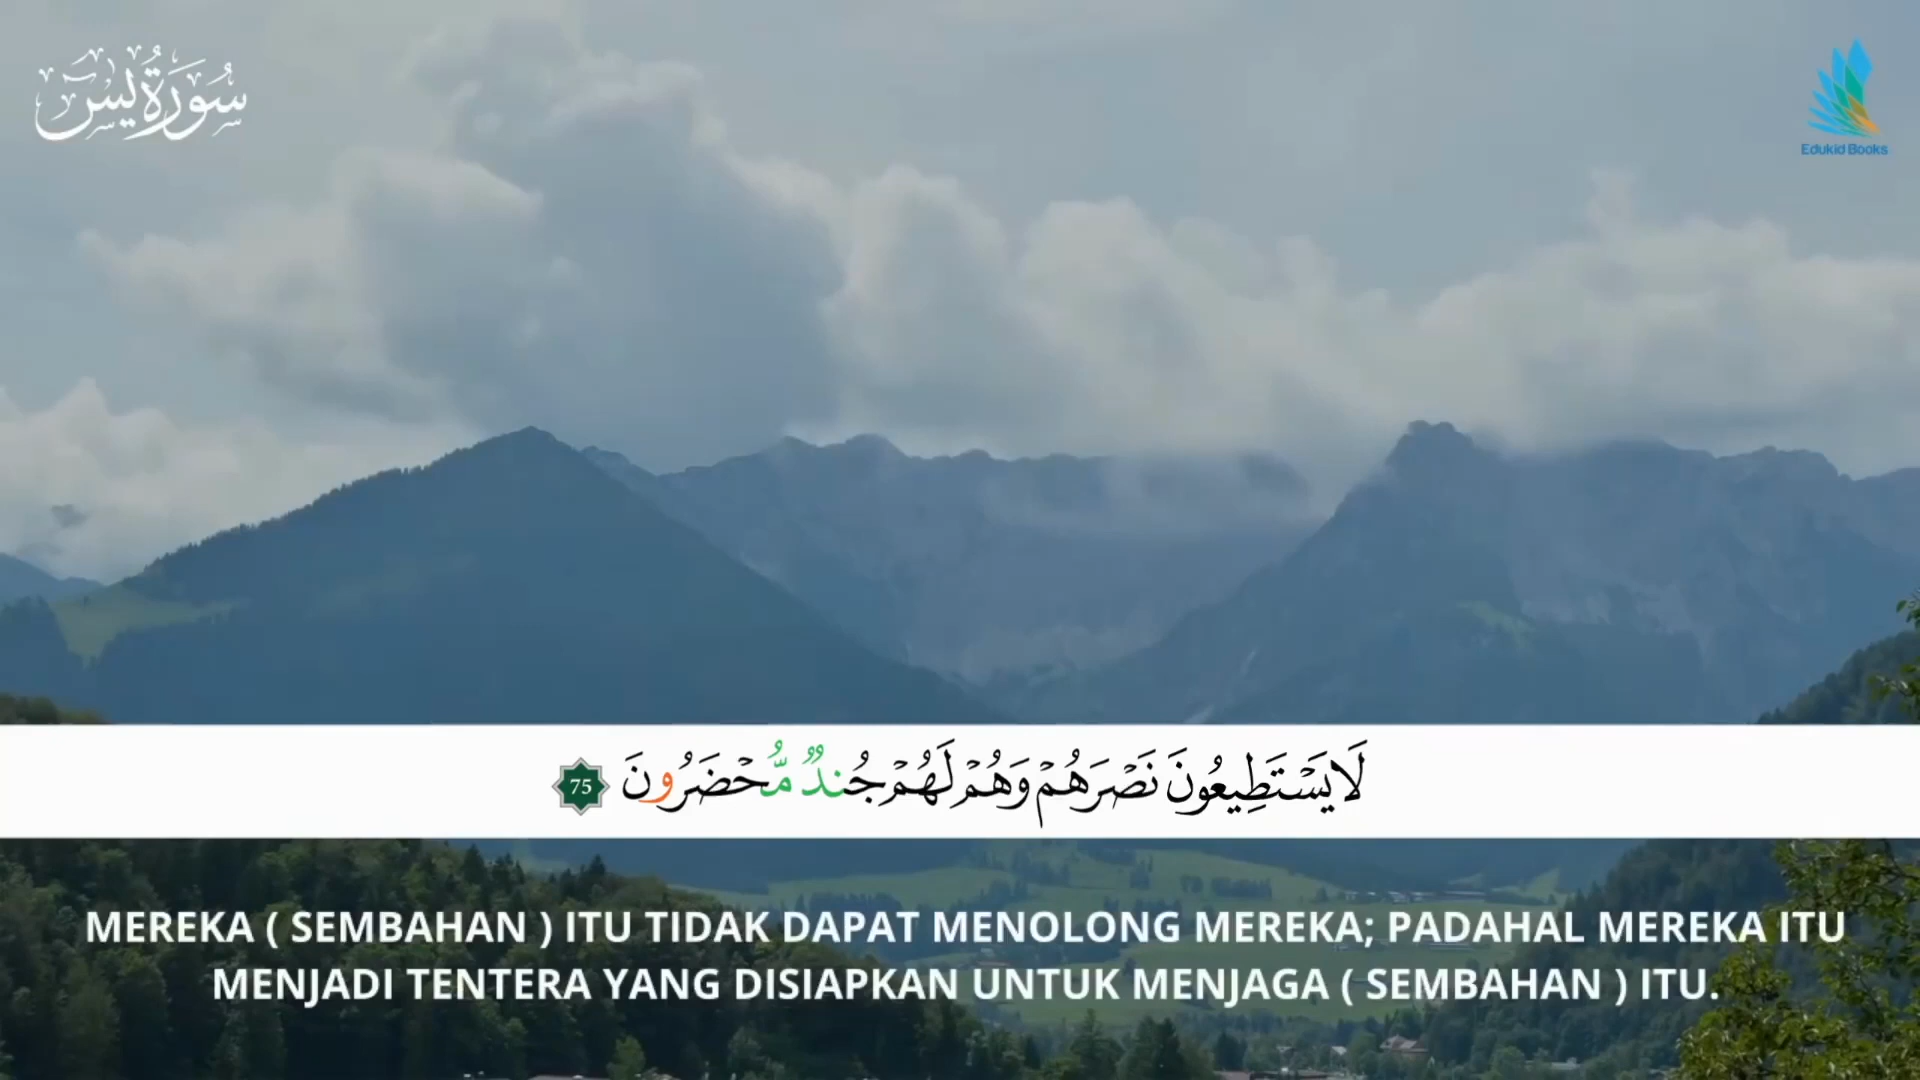 سُورَةُ يسٓ
Edukid Books
لَا يَسْتَطِيعُونَ نَصْرَهُمْ وَهُمْ لَهُمْ جُندٌ مُّحْضَرُونَ 75
MEREKA ( SEMBAHAN ) ITU TIDAK DAPAT MENOLONG MEREKA; PADAHAL MEREKA ITU
MENJADI TENTERA YANG DISIAPKAN UNTUK MENJAGA ( SEMBAHAN ) ITU.